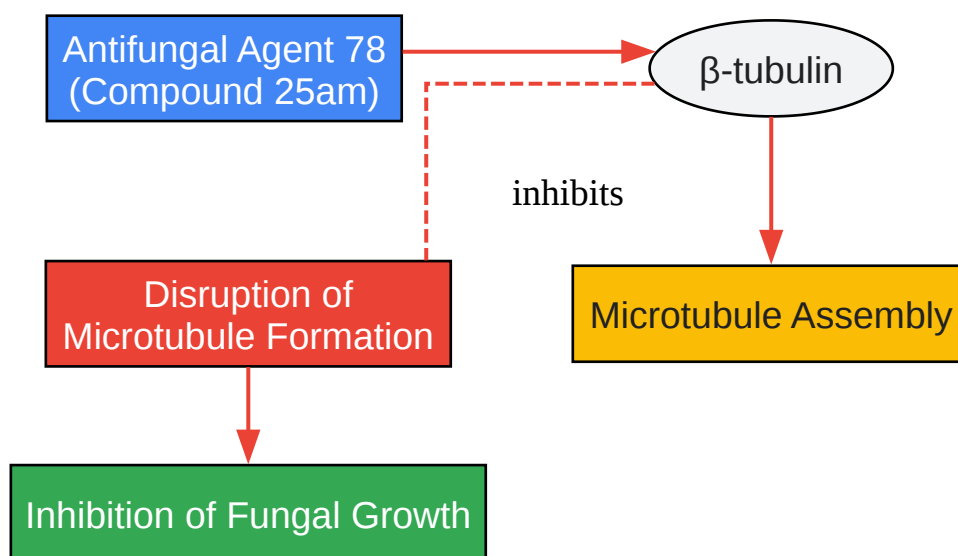 Antifungal Agent 78
(Compound 25am)
β-tubulin
inhibits
Disruption of
Microtubule Formation
Microtubule Assembly
Inhibition of Fungal Growth